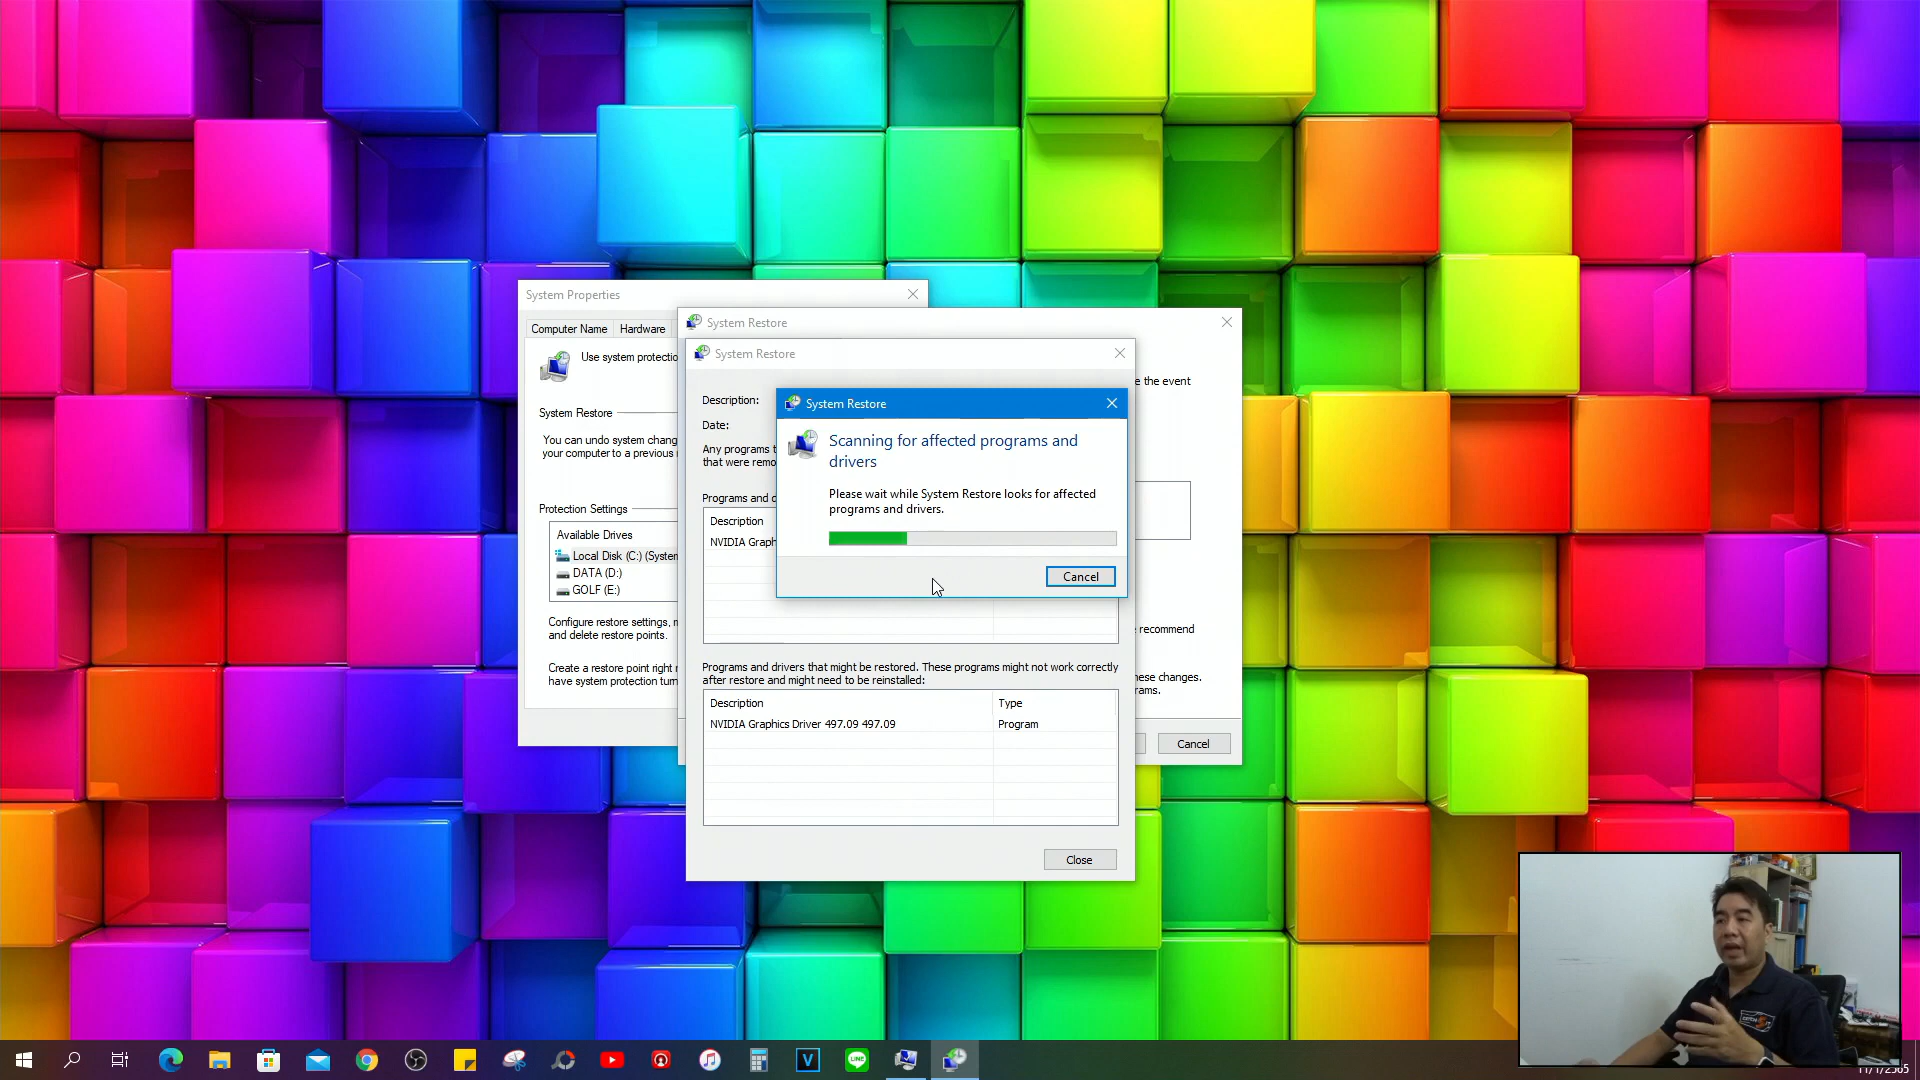 System Properties
Computer Name
Hardware
Use system protectio
System Restore
You can undo system chang
your computer to a previous
Protection Settings
Available Drives
Local Disk (C:) (System
DATA (D:)
GOLF (E:)
Configure restore settings,
and delete restore points.
Create a restore point right
have system protection turn
System Restore
e the event
recommend
hese changes.
rams.
Cancel
System Restore
Description:
Date:
Any programs t
that were remo
Programs and d
Description
NVIDIA Graph
Programs and drivers that might be restored. These programs might not work correctly
after restore and might need to be reinstalled:
Description Type
NVIDIA Graphics Driver 497.09 497.09 Program
Close
System Restore
Scanning for affected programs and
drivers
Please wait while System Restore looks for affected
programs and drivers.
Cancel
LINE
V
11/1/2565